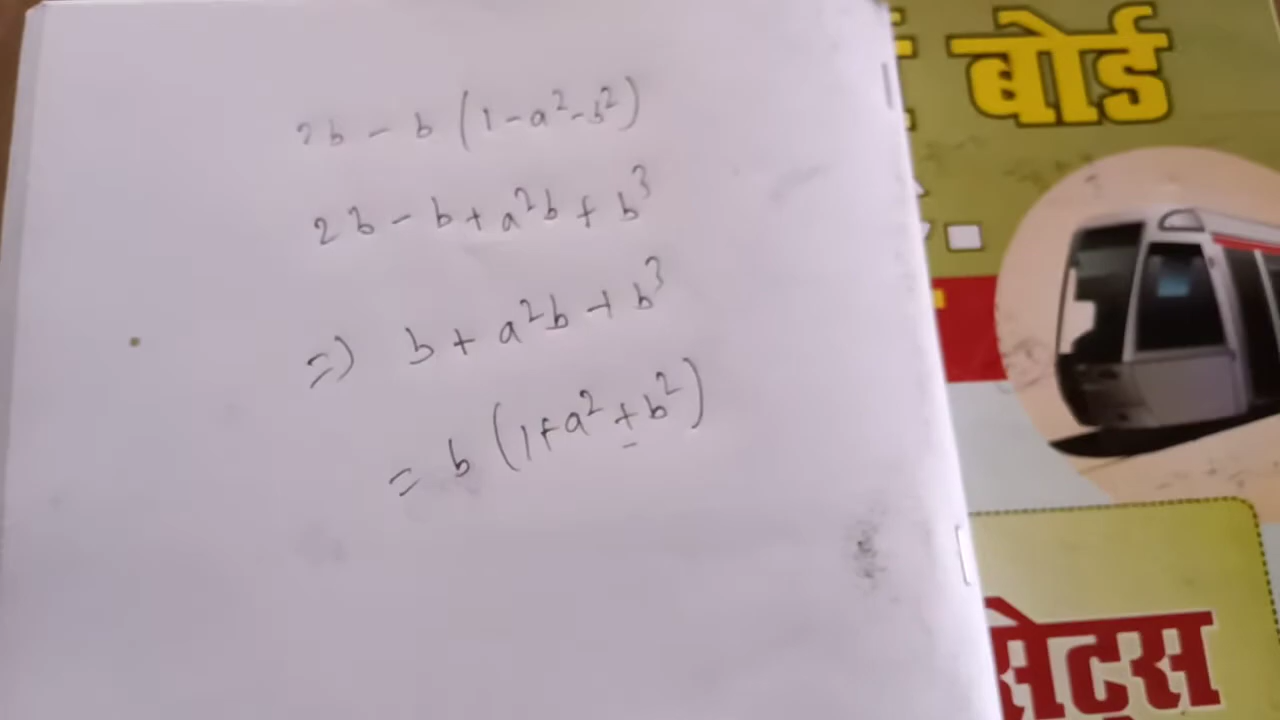 2b - b (1 - a² - b²)
2b - b + a²b + b³
=) b + a²b + b³
= b (1 + a² + b²)
बोर्ड
सेट्स